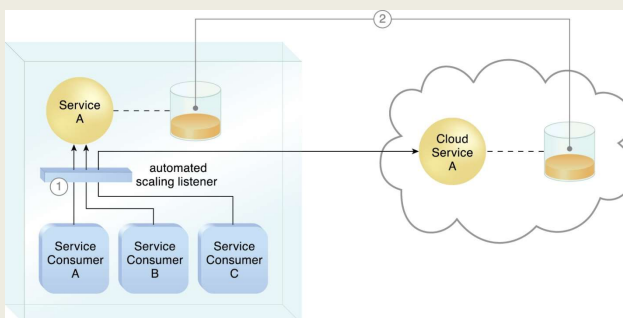 2
Service
A
Cloud
Service
A
automated
scaling listener
1
Service
Consumer
A
Service
Consumer
B
Service
Consumer
C